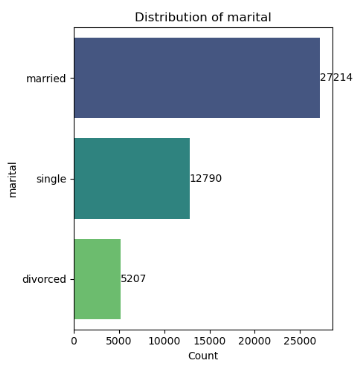 Distribution of marital
married
27214
single
12790
divorced
5207
marital
0 5000 10000 15000 20000 25000
Count